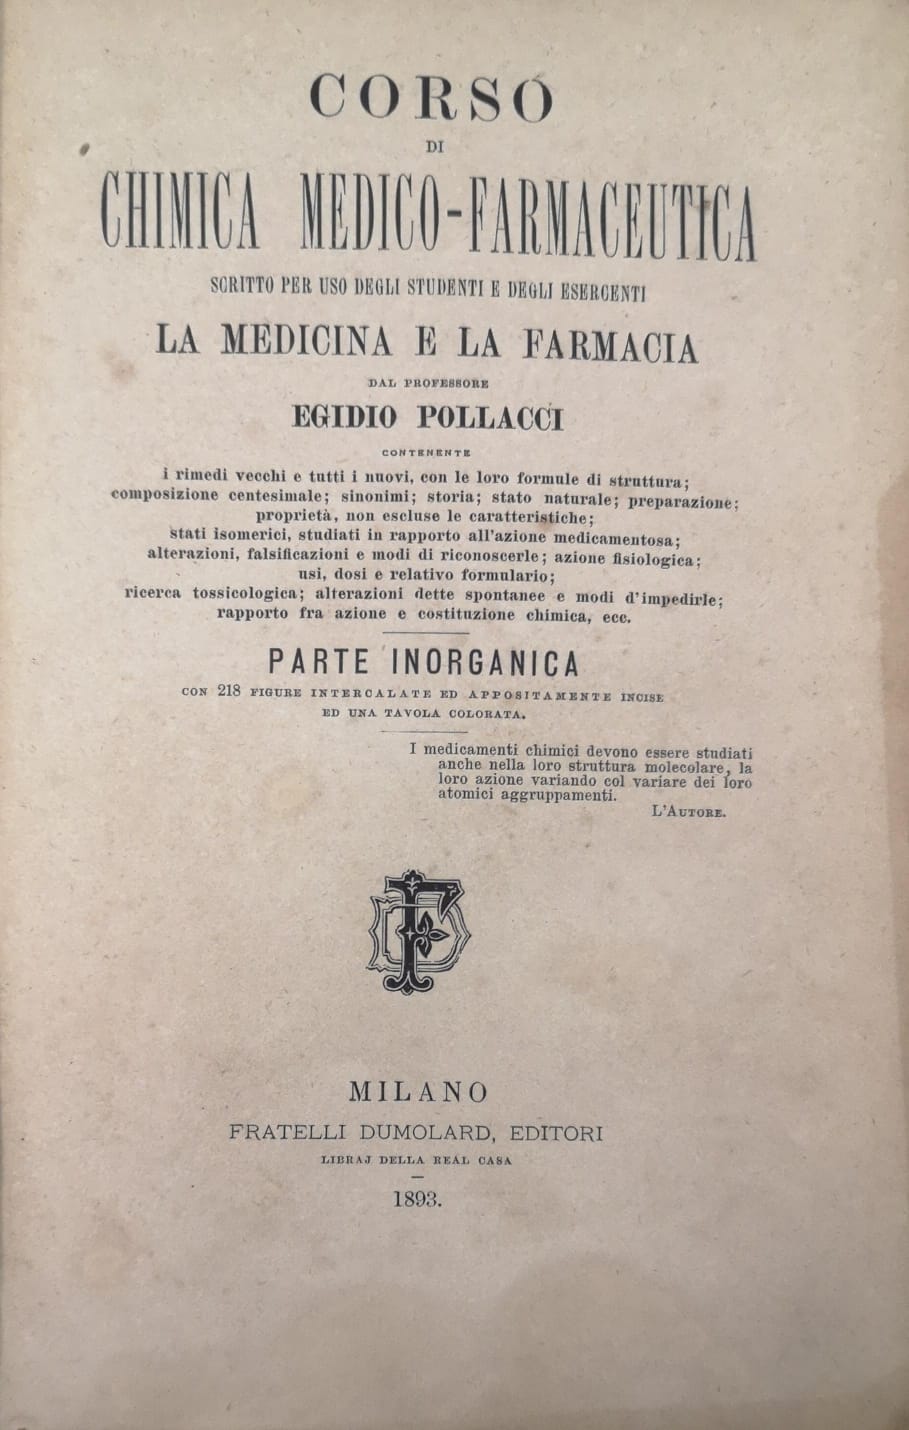 CORSO
DI
CHIMICA MEDICO-FARMACEUTICA
SCRITTO PER USO DEGLI STUDENTI E DEGLI ESERCENTI
LA MEDICINA E LA FARMACIA
DAL PROFESSORE
EGIDIO POLLACCI
CONTENENTE
i rimedi vecchi e tutti i nuovi, con le loro formule di struttura;
composizione centesimale; sinonimi; storia; stato naturale; preparazione;
proprietà, non escluse le caratteristiche;
stati isomerici, studiati in rapporto all'azione medicamentosa;
alterazioni, falsificazioni e modi di riconoscerle; azione fisiologica;
usi, dosi e relativo formulario;
ricerca tossicologica; alterazioni dette spontanee e modi d'impedirle;
rapporto fra azione e costituzione chimica, ecc.
PARTE INORGANICA
CON 218 FIGURE INTERCALATE ED APPOSITAMENTE INCISE
ED UNA TAVOLA COLORATA.
I medicamenti chimici devono essere studiati
anche nella loro struttura molecolare, la
loro azione variando col variare dei loro
atomici aggruppamenti.
L'AUTORE.
FD
MILANO
FRATELLI DUMOLARD, EDITORI
LIBRAJ DELLA REAL CASA
1893.